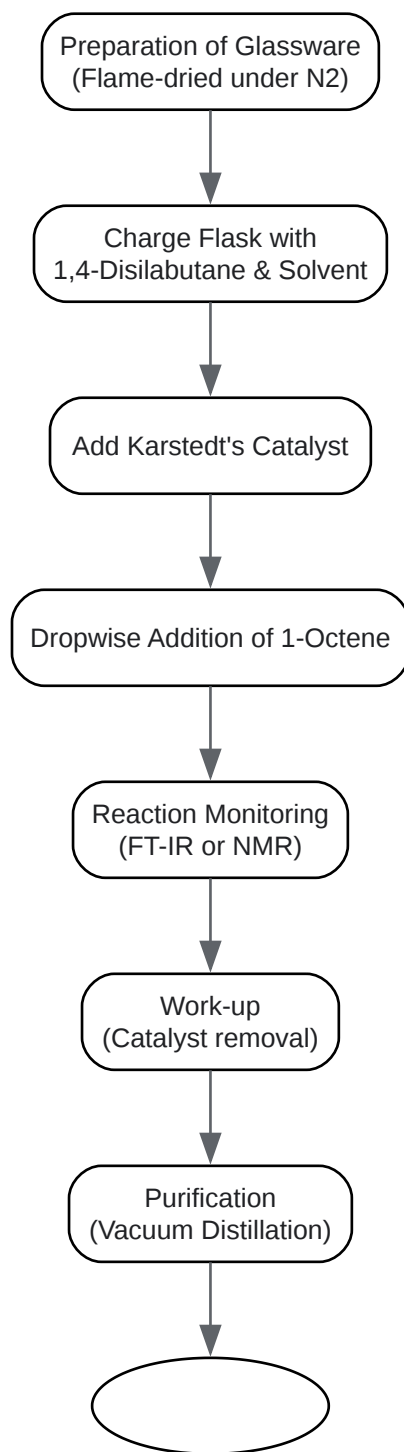 Preparation of Glassware
(Flame-dried under N2)
Charge Flask with
1,4-Disilabutane & Solvent
Add Karstedt's Catalyst
Dropwise Addition of 1-Octene
Reaction Monitoring
(FT-IR or NMR)
Work-up
(Catalyst removal)
Purification
(Vacuum Distillation)